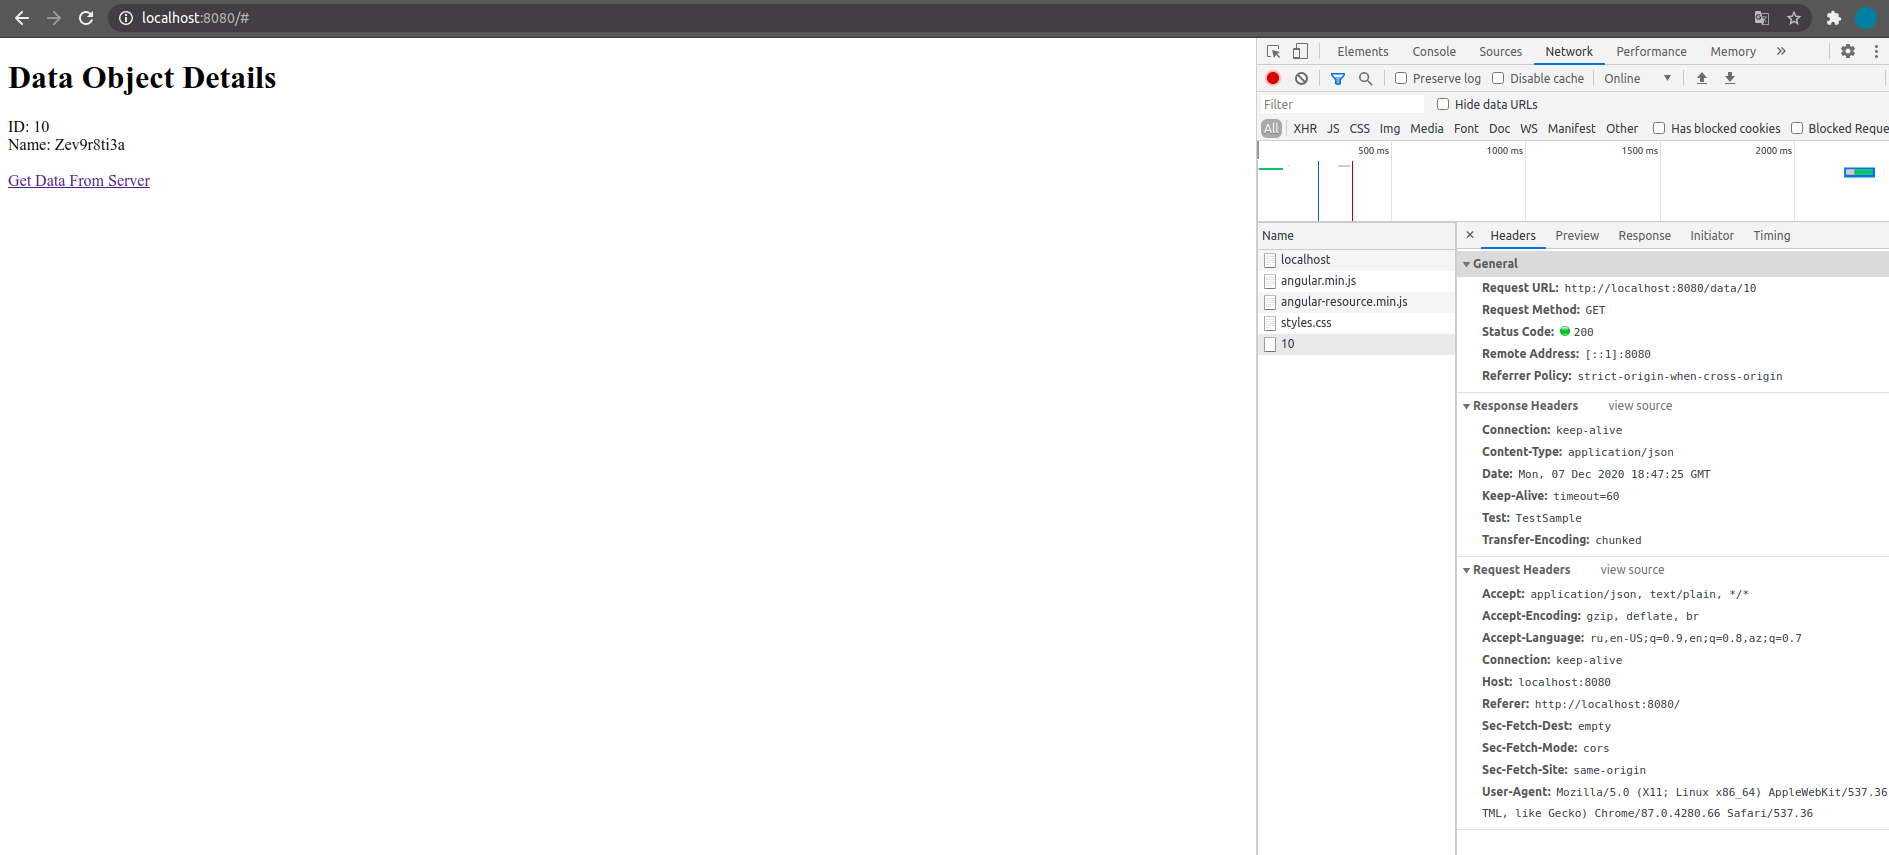 localhost:8080/#
Data Object Details
ID: 10
Name: Zev9r8ti3a
Get Data From Server
Elements Console Sources Network Performance Memory »
Preserve log Disable cache Online
Filter Hide data URLs
All XHR JS CSS Img Media Font Doc WS Manifest Other Has blocked cookies Blocked Reque
500 ms 1000 ms 1500 ms 2000 ms
Name
localhost
angular.min.js
angular-resource.min.js
styles.css
10
× Headers Preview Response Initiator Timing
General
Request URL: http://localhost:8080/data/10
Request Method: GET
Status Code: 200
Remote Address: [::1]:8080
Referrer Policy: strict-origin-when-cross-origin
Response Headers view source
Connection: keep-alive
Content-Type: application/json
Date: Mon, 07 Dec 2020 18:47:25 GMT
Keep-Alive: timeout=60
Test: TestSample
Transfer-Encoding: chunked
Request Headers view source
Accept: application/json, text/plain, */*
Accept-Encoding: gzip, deflate, br
Accept-Language: ru,en-US;q=0.9,en;q=0.8,az;q=0.7
Connection: keep-alive
Host: localhost:8080
Referer: http://localhost:8080/
Sec-Fetch-Dest: empty
Sec-Fetch-Mode: cors
Sec-Fetch-Site: same-origin
User-Agent: Mozilla/5.0 (X11; Linux x86_64) AppleWebKit/537.36
TML, like Gecko) Chrome/87.0.4280.66 Safari/537.36